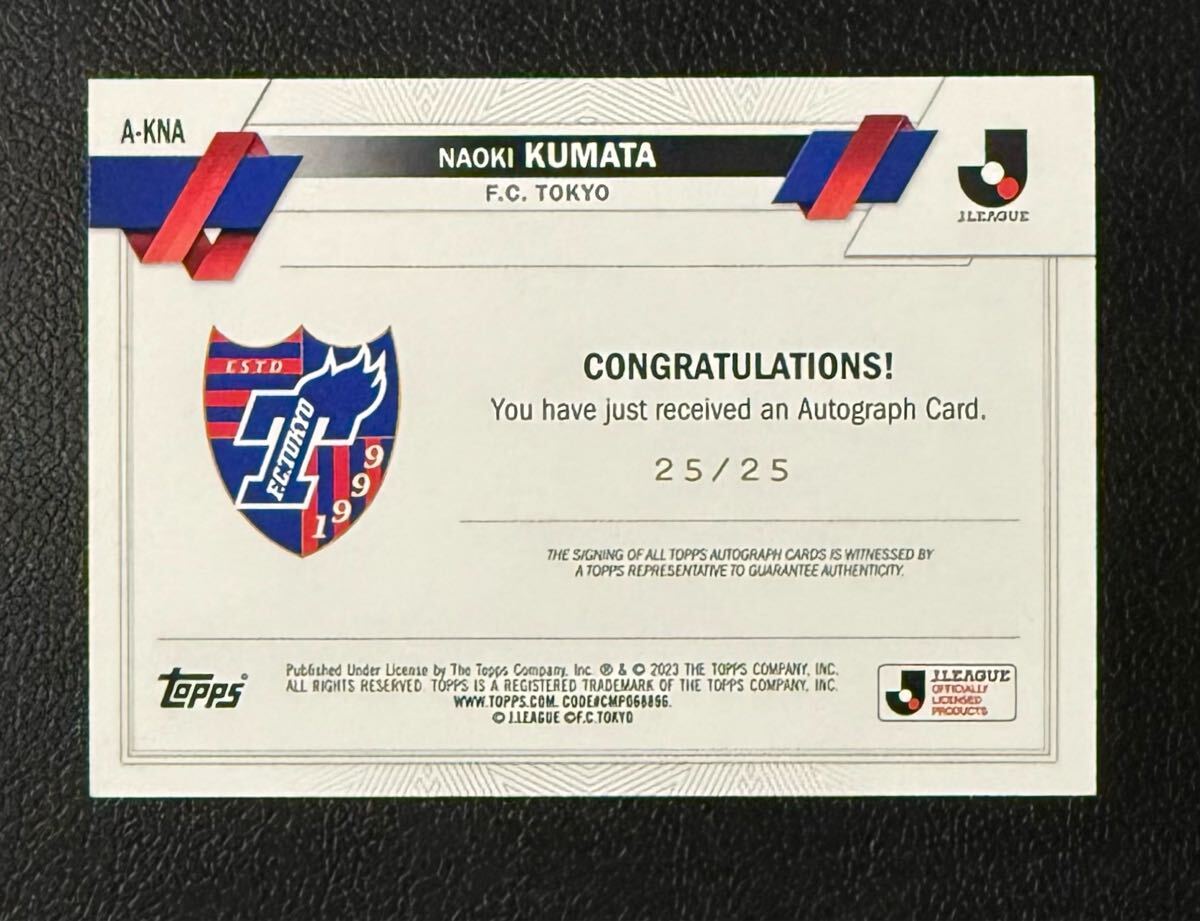 A-KNA
NAOKI KUMATA
F.C. TOKYO
J.LEAGUE
ESTD
F.C.TOKYO
1999
CONGRATULATIONS!
You have just received an Autograph Card.
25/25
THE SIGNING OF ALL TOPPS AUTOGRAPH CARDS IS WITNESSED BY
A TOPPS REPRESENTATIVE TO GUARANTEE AUTHENTICITY.
topps®
Published Under License by The Topps Company, Inc. ® & © 2023 THE TOPPS COMPANY, INC.
ALL RIGHTS RESERVED. TOPPS IS A REGISTERED TRADEMARK OF THE TOPPS COMPANY, INC.
WWW.TOPPS.COM. CODE#CMP068856.
© J.LEAGUE ©F.C.TOKYO
J.LEAGUE
OFFICIALLY
LICENSED
PRODUCTS